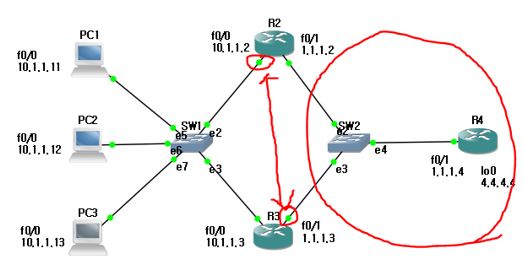 PC1
f0/0
10.1.1.11
PC2
f0/0
10.1.1.12
PC3
f0/0
10.1.1.13
SW1
e5
e6
e7
e2
e3
R2
f0/0
10.1.1.2
f0/1
1.1.1.2
R3
f0/0
10.1.1.3
f0/1
1.1.1.3
SW2
e2
e3
e4
R4
f0/1
1.1.1.4
lo0
4.4.4.4